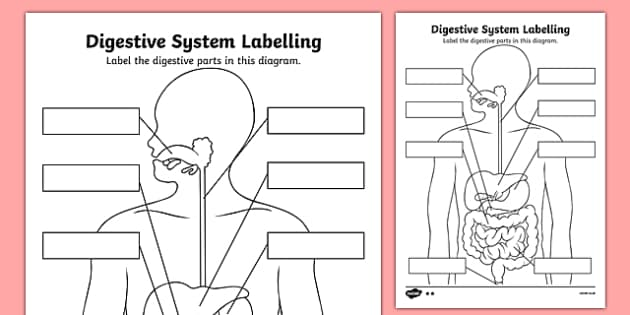 Digestive System Labelling
Label the digestive parts in this diagram.
Digestive System Labelling
Label the digestive parts in this diagram.